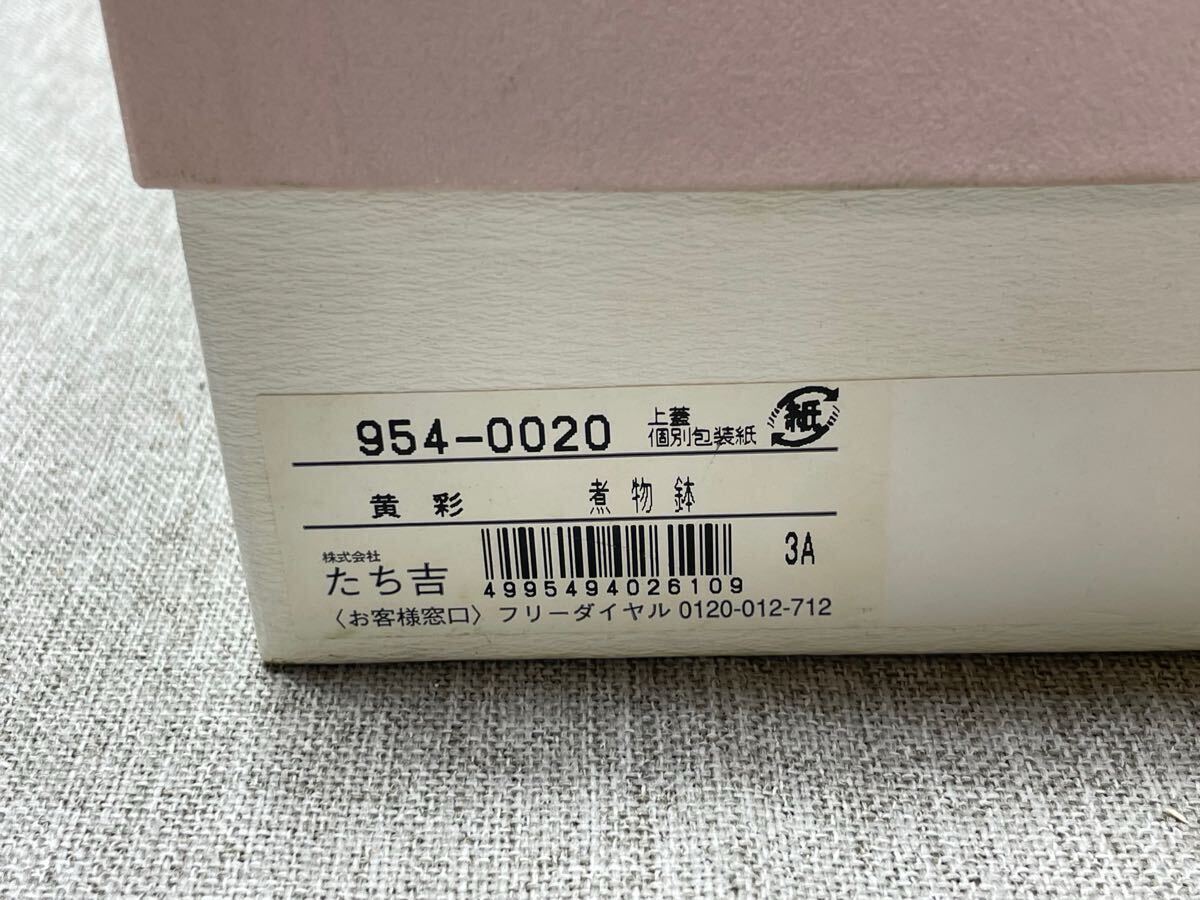 954-0020
上蓋
個別包装紙
紙
黄彩 煮物鉢
株式会社
たち吉
4995494026109
3A
〈お客様窓口〉フリーダイヤル 0120-012-712